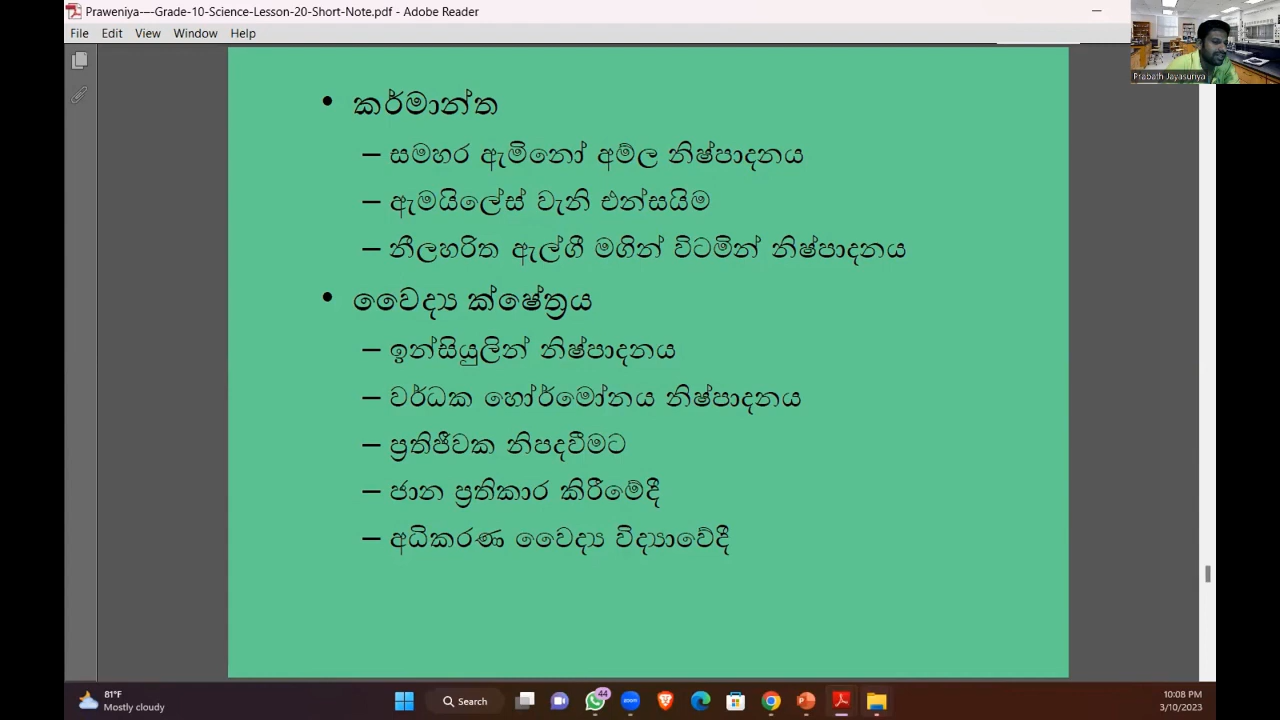 Praweniya-–-Grade-10-Science-Lesson-20-Short-Note.pdf - Adobe Reader
File Edit View Window Help
Prabath Jayasuriya
• කර්මාන්ත
– සමහර ඇමිනෝ අම්ල නිෂ්පාදනය
– ඇමයිලේස් වැනි එන්සයිම
– නීලහරිත ඇල්ගී මගින් විටමින් නිෂ්පාදනය
• වෛද්‍ය ක්ෂේත්‍රය
– ඉන්සියුලින් නිෂ්පාදනය
– වර්ධක හෝර්මෝනය නිෂ්පාදනය
– ප්‍රතිජීවක නිපදවීමට
– ජාන ප්‍රතිකාර කිරීමේදී
– අධිකරණ වෛද්‍ය විද්‍යාවේදී
81°F
Mostly cloudy
Search
44
zoom
10:08 PM
3/10/2023